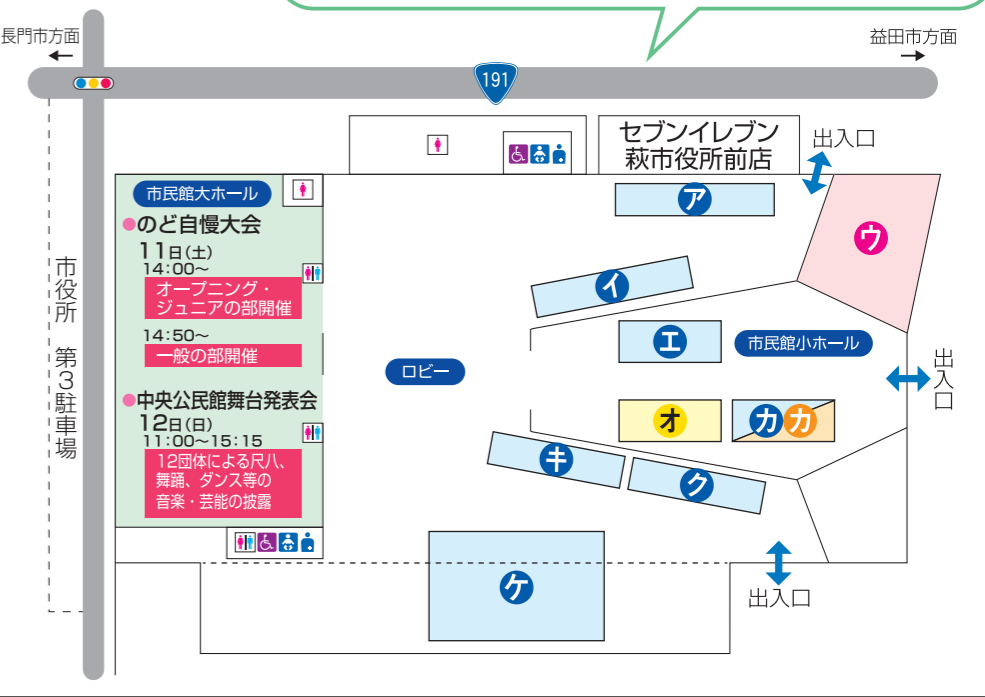 長門市方面
益田市方面
191
セブンイレブン
萩市役所前店
出入口
市民館大ホール
●のど自慢大会
11日(土)
14:00〜
オープニング・
ジュニアの部開催
14:50〜
一般の部開催
●中央公民館舞台発表会
12日(日)
11:00〜15:15
12団体による尺八、
舞踊、ダンス等の
音楽・芸能の披露
市役所 第3駐車場
ア
イ
ウ
エ
市民館小ホール
ロビー
出入口
オ
カカ
キ
ク
ケ
出入口